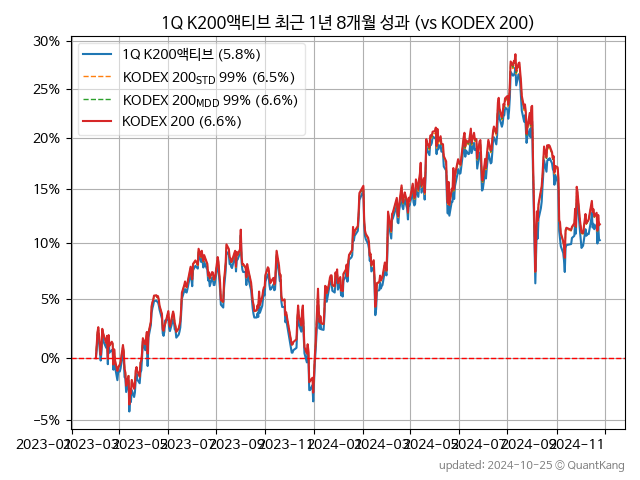 1Q K200액티브 최근 1년 8개월 성과 (vs KODEX 200)
1Q K200액티브 (5.8%)
KODEX 200STD 99% (6.5%)
KODEX 200MDD 99% (6.6%)
KODEX 200 (6.6%)
30%
25%
20%
15%
10%
5%
0%
−5%
2023-01 2023-03 2023-05 2023-07 2023-09 2023-11 2024-01 2024-03 2024-05 2024-07 2024-09 2024-11
updated: 2024-10-25 © QuantKang